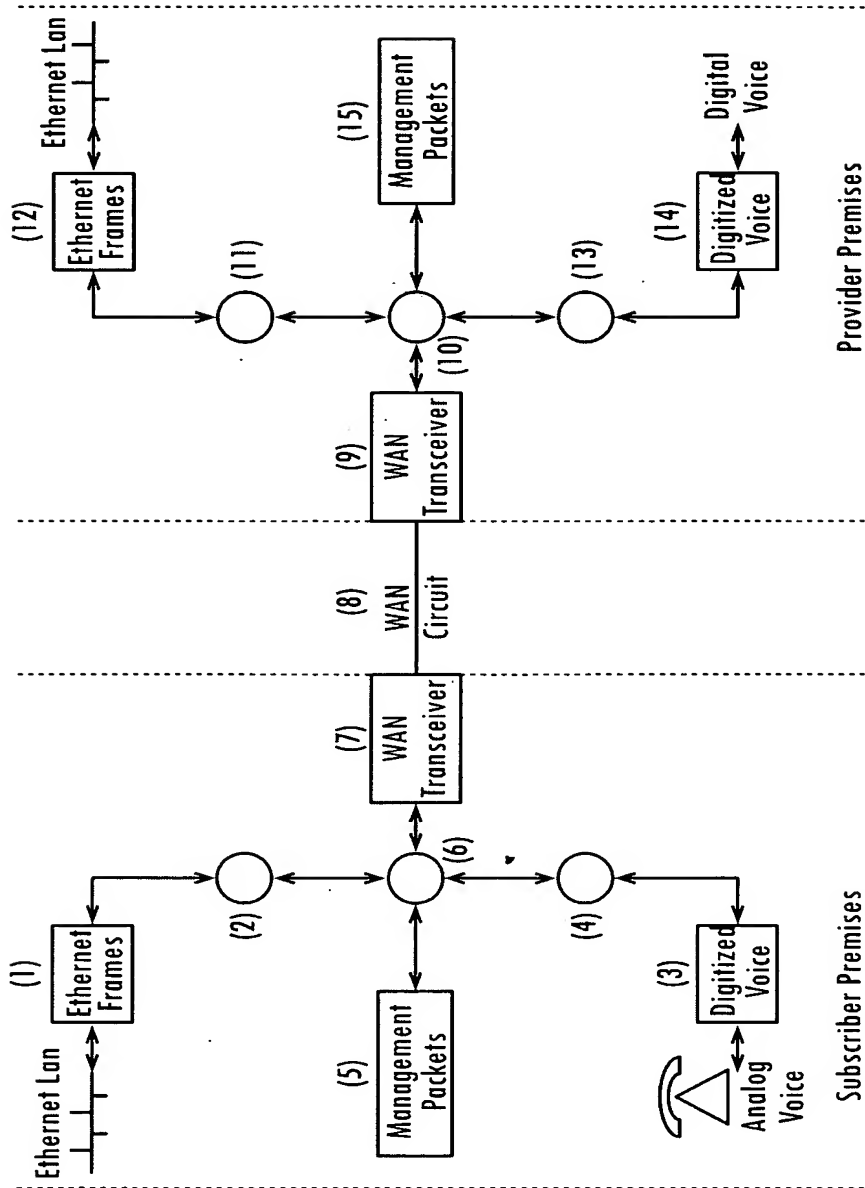 Ethernet Lan
(1)
Ethernet
Frames
(2)
(5)
Management
Packets
(6)
(4)
(3)
Digitized
Voice
Analog
Voice
Subscriber Premises
(7)
WAN
Transceiver
(8)
WAN
Circuit
(9)
WAN
Transceiver
(10)
Ethernet Lan
(12)
Ethernet
Frames
(11)
(15)
Management
Packets
(13)
(14)
Digitized
Voice
Digital
Voice
Provider Premises